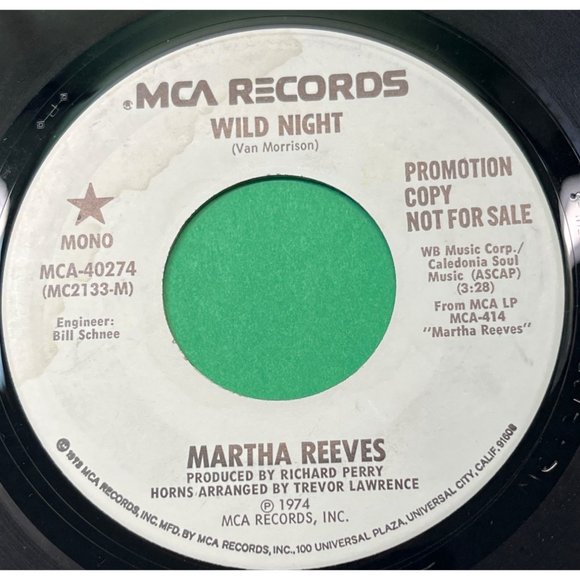 ® MCA RECORDS
WILD NIGHT
(Van Morrison)
PROMOTION
COPY
NOT FOR SALE
MONO
MCA-40274
(MC2133-M)
WB Music Corp./
Caledonia Soul
Music (ASCAP)
(3:28)
From MCA LP
MCA-414
"Martha Reeves"
Engineer:
Bill Schnee
MARTHA REEVES
PRODUCED BY RICHARD PERRY
HORNS ARRANGED BY TREVOR LAWRENCE
℗ 1974
MCA RECORDS, INC.
© 1973 MCA RECORDS, INC. MFD. BY MCA RECORDS, INC., 100 UNIVERSAL PLAZA, UNIVERSAL CITY, CALIF. 91608